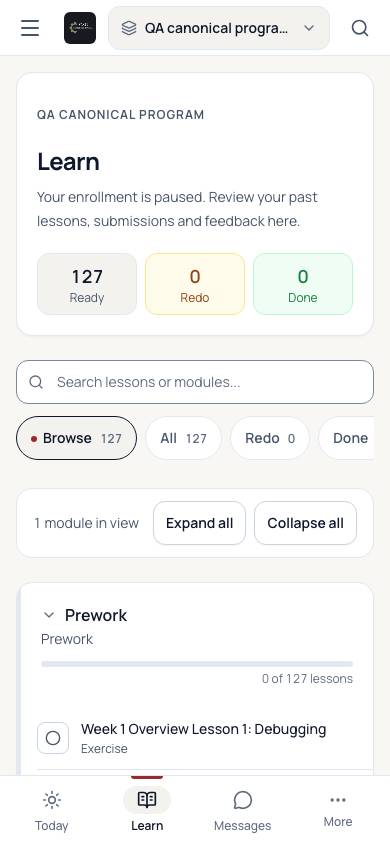 QA canonical progra...
QA CANONICAL PROGRAM
Learn
Your enrollment is paused. Review your past
lessons, submissions and feedback here.
127
Ready
0
Redo
0
Done
Search lessons or modules...
Browse 127
All 127
Redo 0
Done
1 module in view
Expand all
Collapse all
Prework
Prework
0 of 127 lessons
Week 1 Overview Lesson 1: Debugging
Exercise
Today
Learn
Messages
More